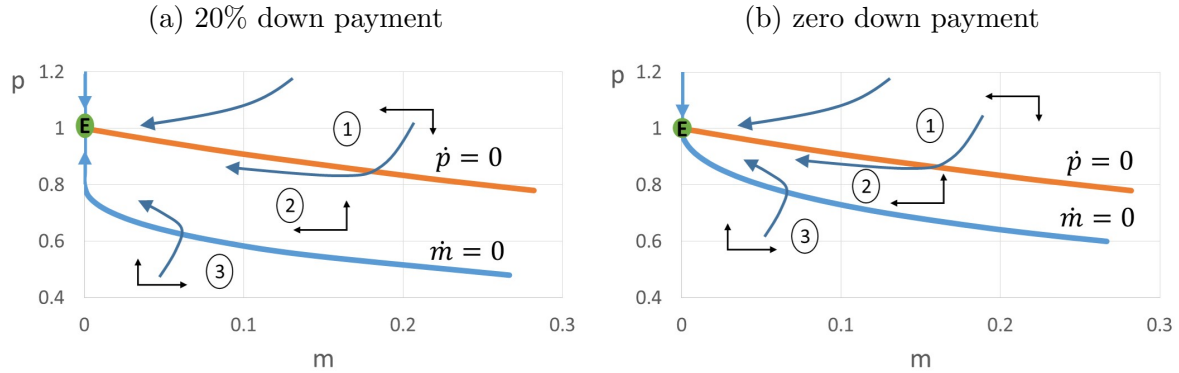 (a) 20% down payment
p
1.2
1
0.8
0.6
0.4
E
1
2
3
ṗ = 0
ṁ = 0
0
0.1
0.2
0.3
m
(b) zero down payment
p
1.2
1
0.8
0.6
0.4
E
1
2
3
ṗ = 0
ṁ = 0
0
0.1
0.2
0.3
m